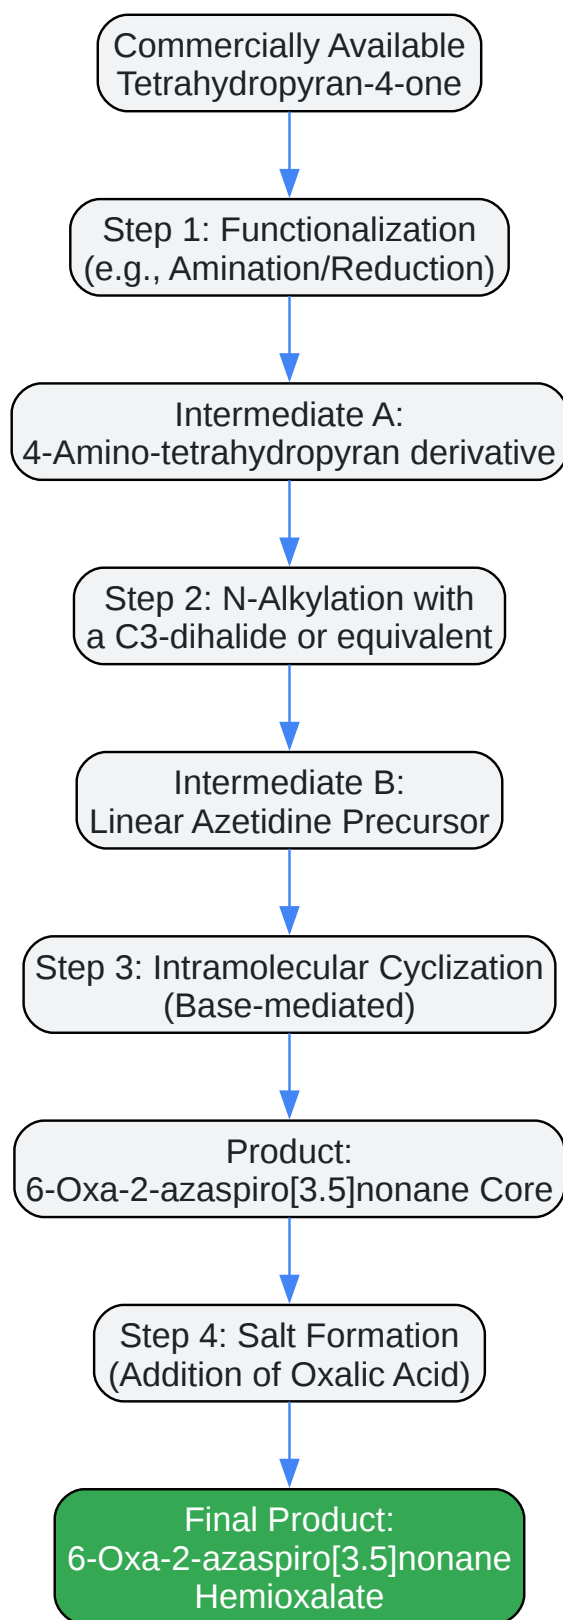 Commercially Available
Tetrahydropyran-4-one
Step 1: Functionalization
(e.g., Amination/Reduction)
Intermediate A:
4-Amino-tetrahydropyran derivative
Step 2: N-Alkylation with
a C3-dihalide or equivalent
Intermediate B:
Linear Azetidine Precursor
Step 3: Intramolecular Cyclization
(Base-mediated)
Product:
6-Oxa-2-azaspiro[3.5]nonane Core
Step 4: Salt Formation
(Addition of Oxalic Acid)
Final Product:
6-Oxa-2-azaspiro[3.5]nonane
Hemioxalate